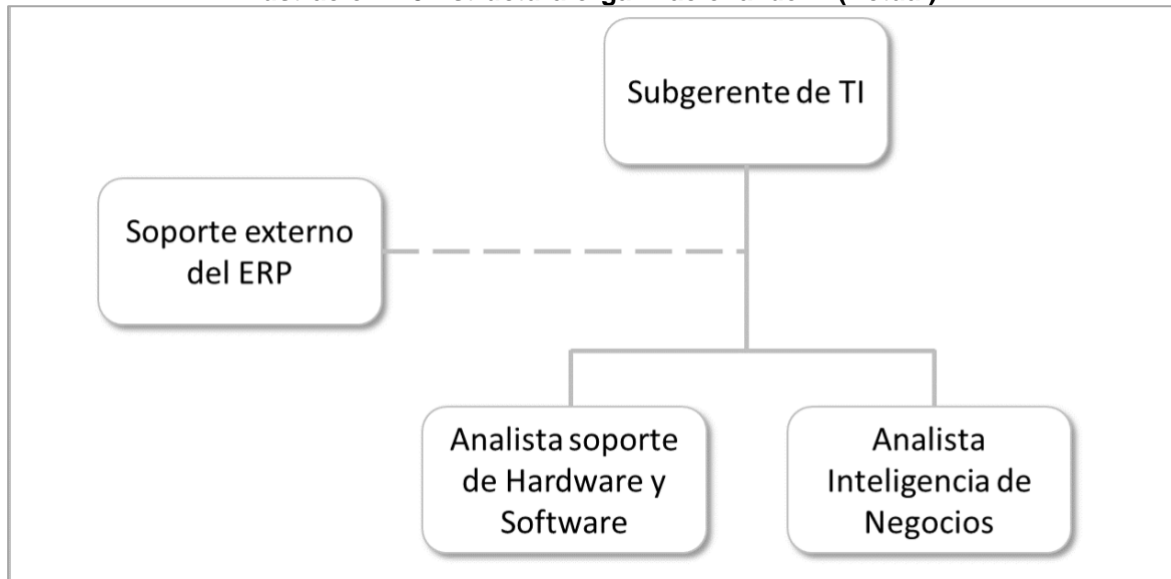 Subgerente de TI
Soporte externo
del ERP
Analista soporte
de Hardware y
Software
Analista
Inteligencia de
Negocios